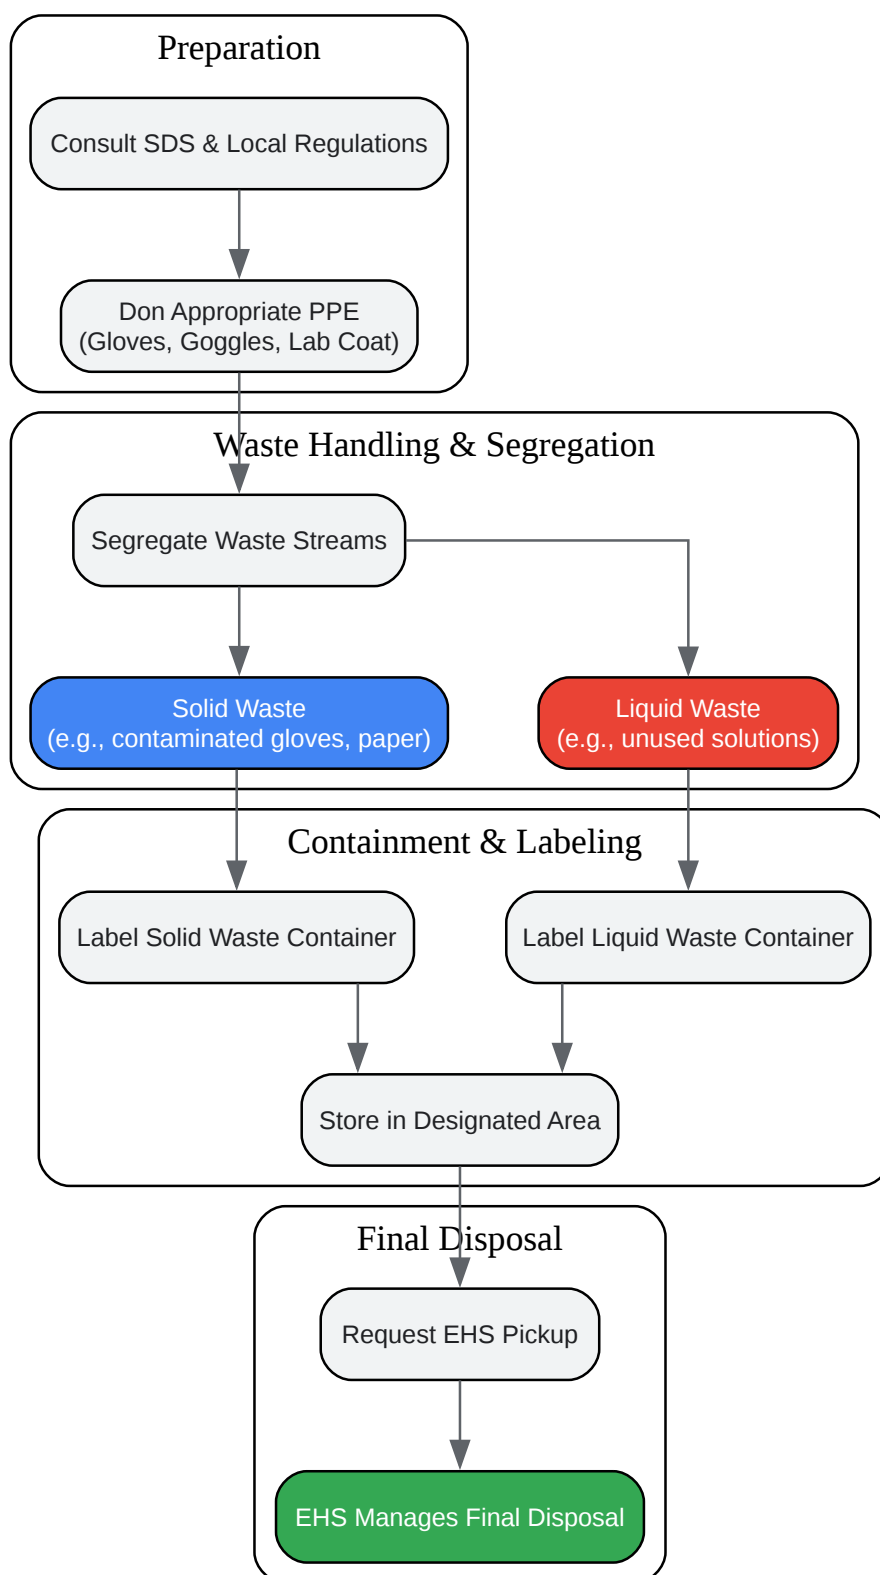 Preparation
Consult SDS & Local Regulations
Don Appropriate PPE
(Gloves, Goggles, Lab Coat)
Waste Handling & Segregation
Segregate Waste Streams
Solid Waste
(e.g., contaminated gloves, paper)
Liquid Waste
(e.g., unused solutions)
Containment & Labeling
Label Solid Waste Container
Label Liquid Waste Container
Store in Designated Area
Final Disposal
Request EHS Pickup
EHS Manages Final Disposal